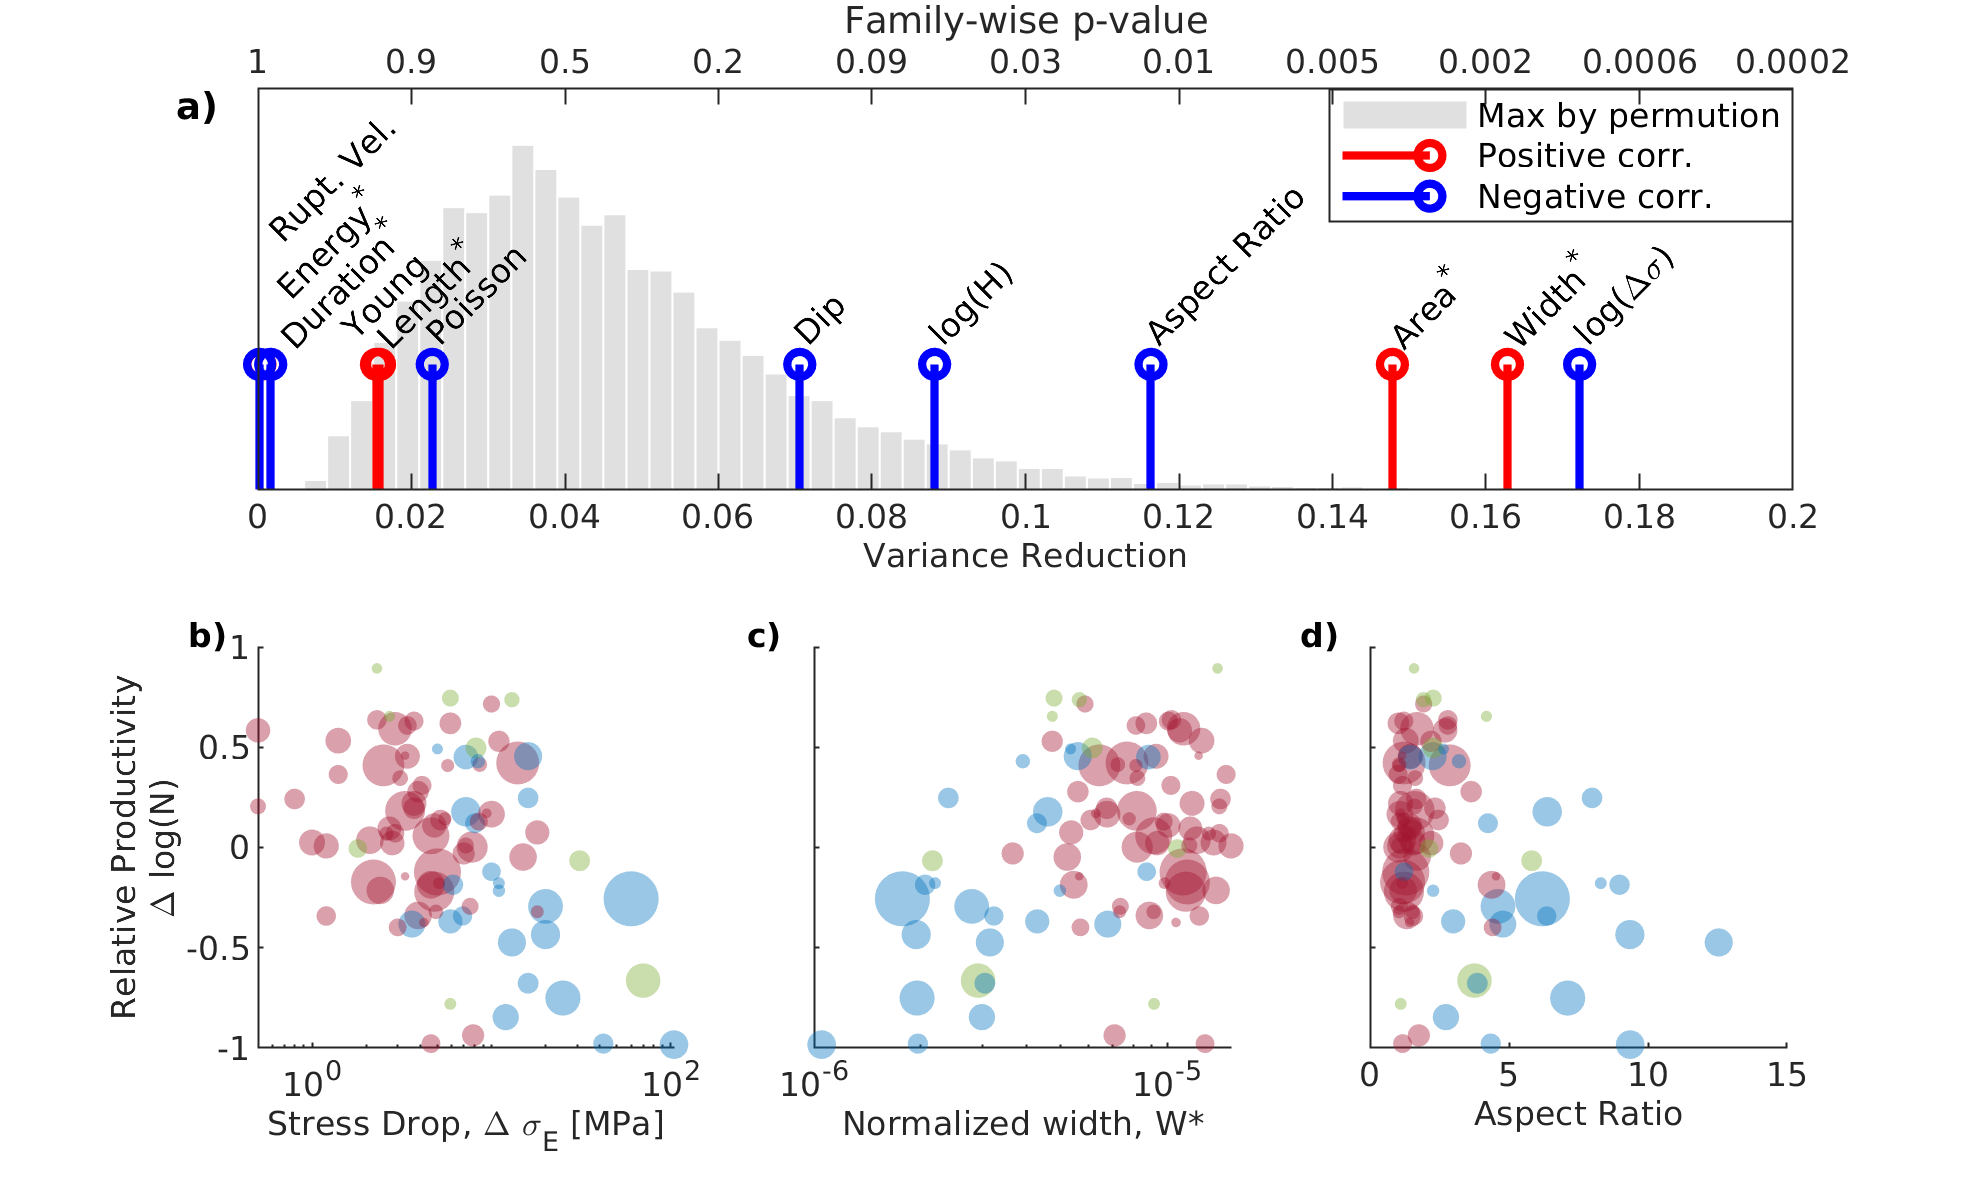 Family-wise p-value
1 0.9 0.5 0.2 0.09 0.03 0.01 0.005 0.002 0.0006 0.0002
a)
Max by permution
Positive corr.
Negative corr.
Rupt. Vel.
Energy*
Duration*
Young
Length*
Poisson
Dip
log(H)
Aspect Ratio
Area*
Width*
log(Δσ)
0 0.02 0.04 0.06 0.08 0.1 0.12 0.14 0.16 0.18 0.2
Variance Reduction
b)
c)
d)
Relative Productivity
Δ log(N)
1
0.5
0
-0.5
-1
10^0 10^2
Stress Drop, Δ σ_E [MPa]
10^-6 10^-5
Normalized width, W*
0 5 10 15
Aspect Ratio